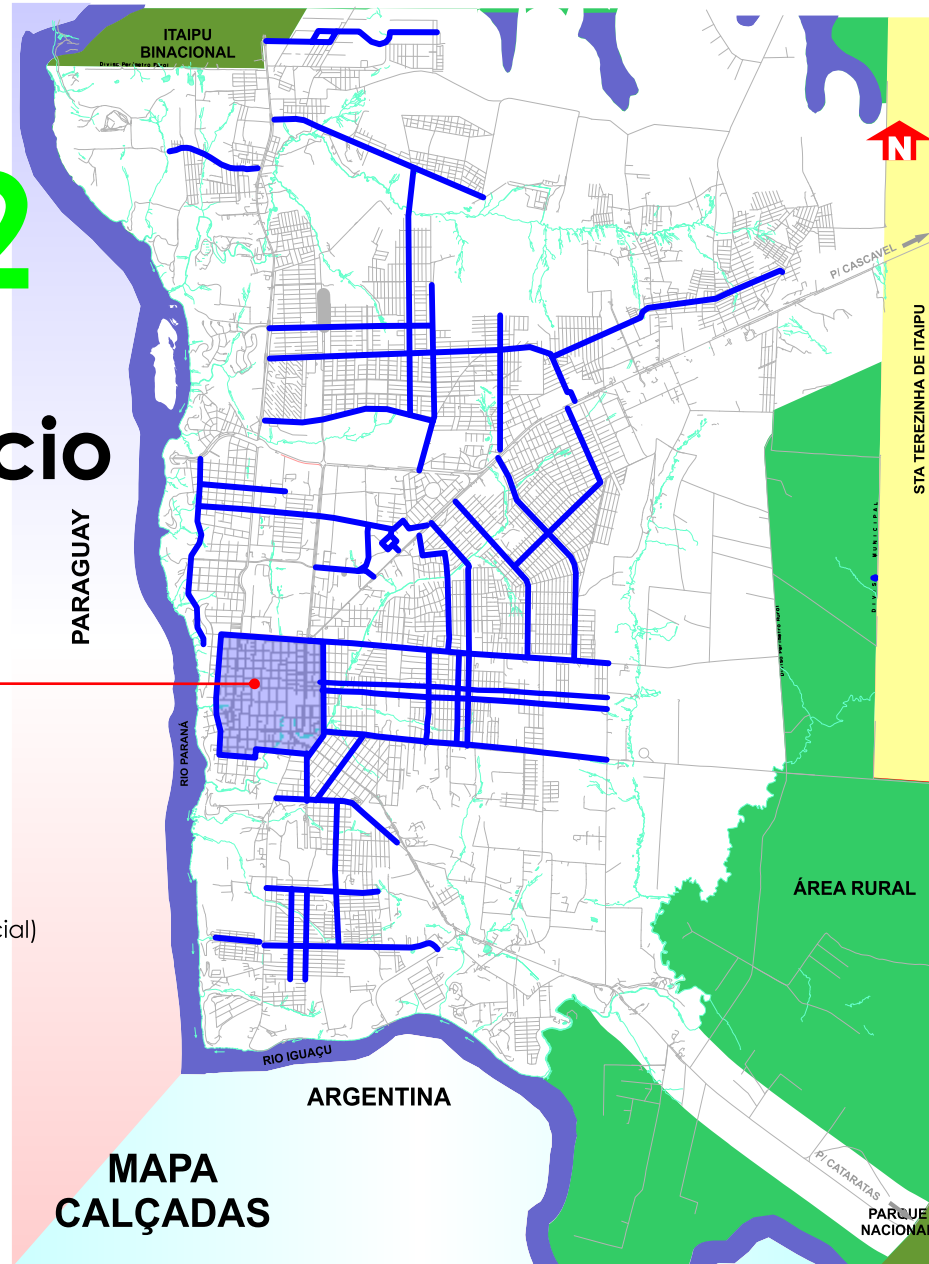 ITAIPU
BINACIONAL
N
2
P/ CASCAVEL
STA TEREZINHA DE ITAIPU
cio
PARAGUAY
MUNICIPAL
RIO PARANÁ
ÁREA RURAL
cial)
RIO IGUAÇU
ARGENTINA
MAPA
CALÇADAS
P/ CATARATAS
PARQUE
NACIONAL